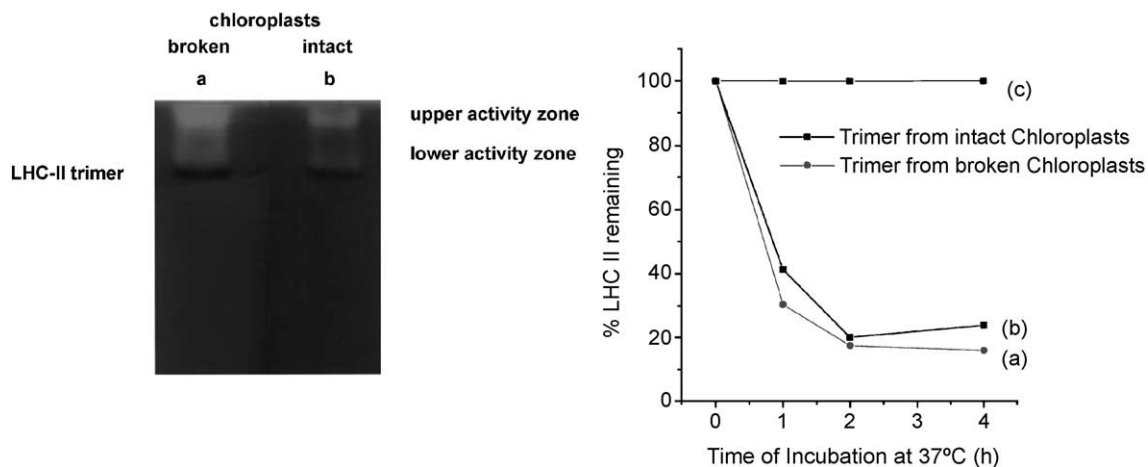 chloroplasts
broken intact
a b
upper activity zone
lower activity zone
LHC-II trimer
100
80
60
40
20
0
% LHC II remaining
(c)
Trimer from intact Chloroplasts
Trimer from broken Chloroplasts
(b)
(a)
0 1 2 3 4
Time of Incubation at 37ºC (h)